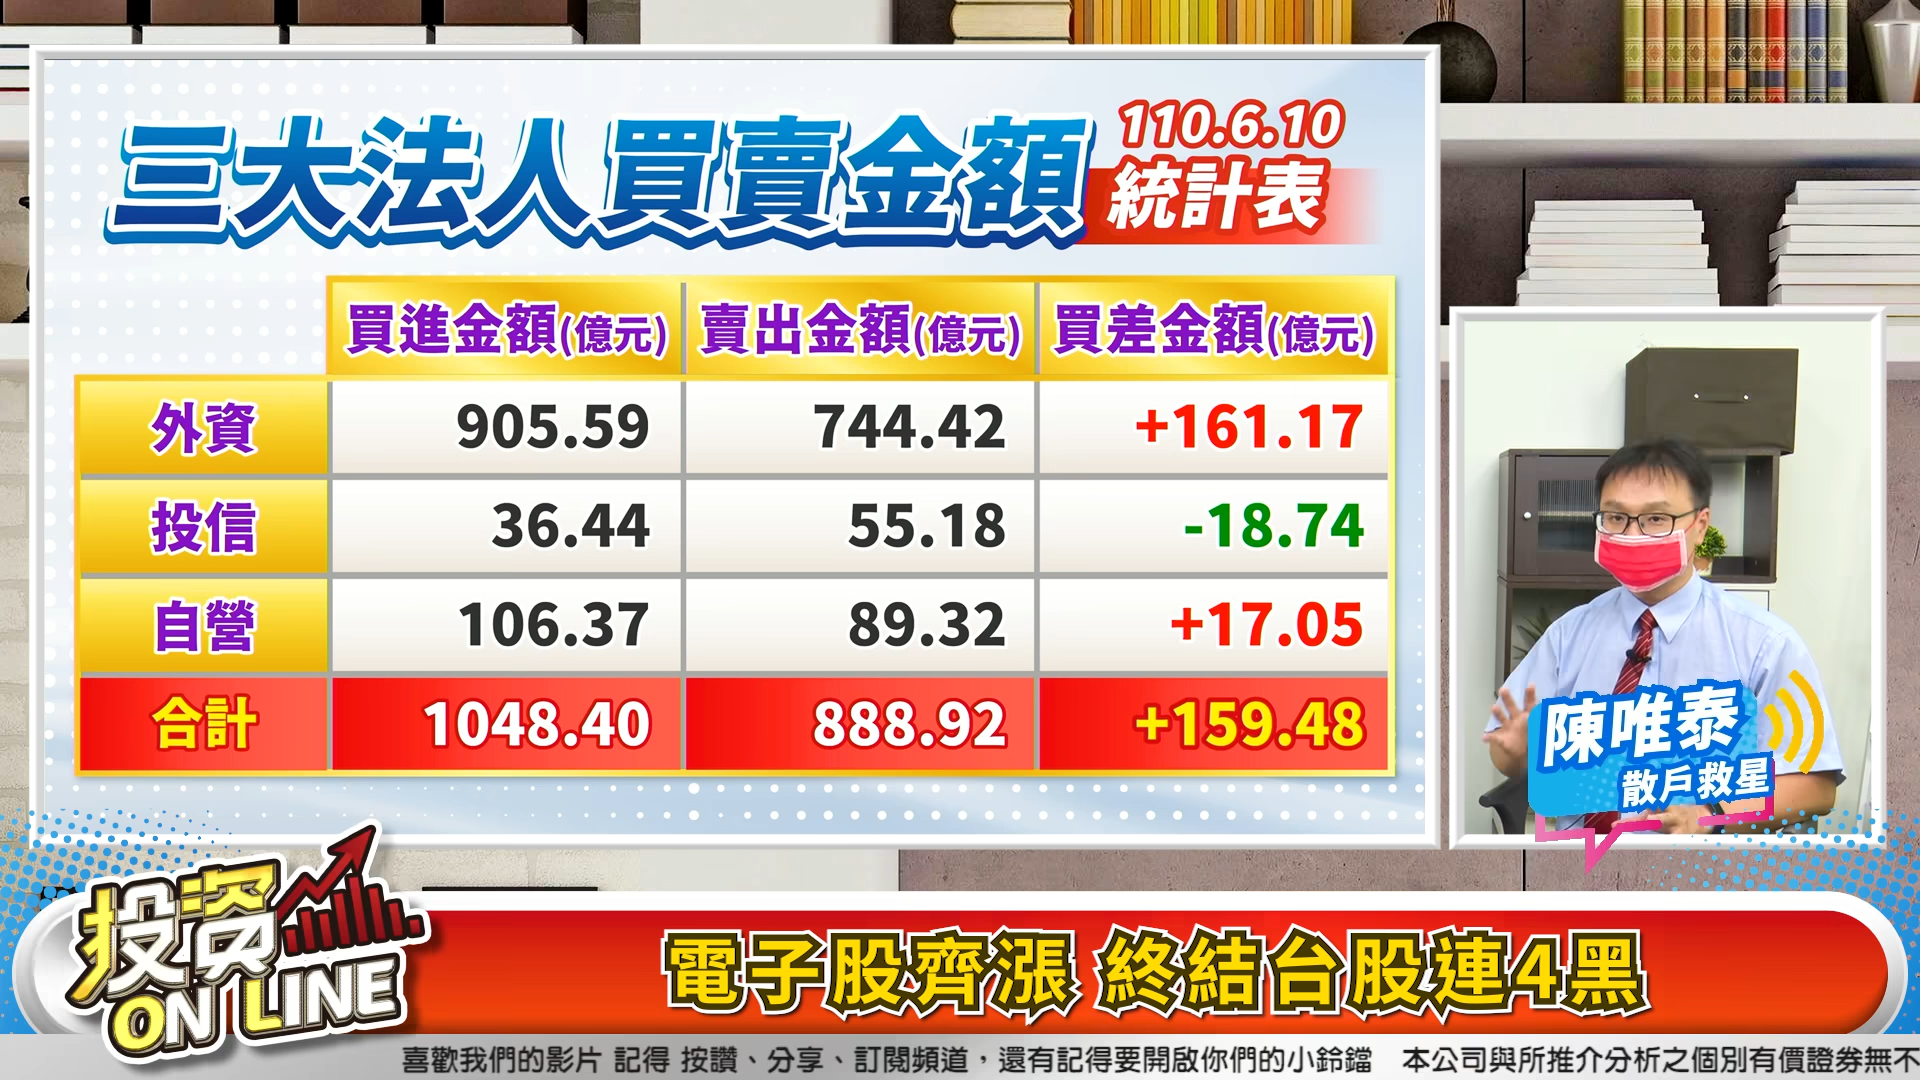 三大法人買賣金額
110.6.10
統計表
買進金額(億元) 賣出金額(億元) 買差金額(億元)
外資 905.59 744.42 +161.17
投信 36.44 55.18 -18.74
自營 106.37 89.32 +17.05
合計 1048.40 888.92 +159.48
陳唯泰
散戶救星
投資
ON LINE
電子股齊漲 終結台股連4黑
喜歡我們的影片 記得 按讚、分享、訂閱頻道，還有記得要開啟你們的小鈴鐺 本公司與所推介分析之個別有價證券無不